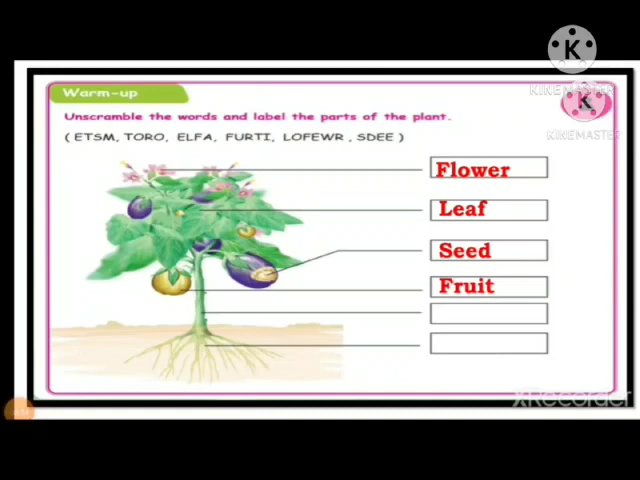 Warm-up
Unscramble the words and label the parts of the plant.
( ETSM, TORO, ELFA, FURTI, LOFEWR , SDEE )
Flower
Leaf
Seed
Fruit
K
KINEMASTER
K
KINEMASTER
XRecorder